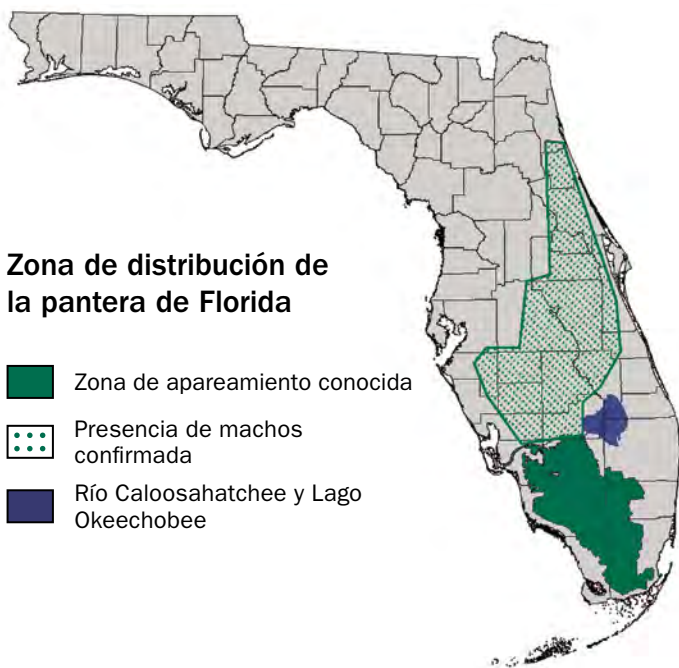 Zona de distribución de
la pantera de Florida
Zona de apareamiento conocida
Presencia de machos
confirmada
Río Caloosahatchee y Lago
Okeechobee